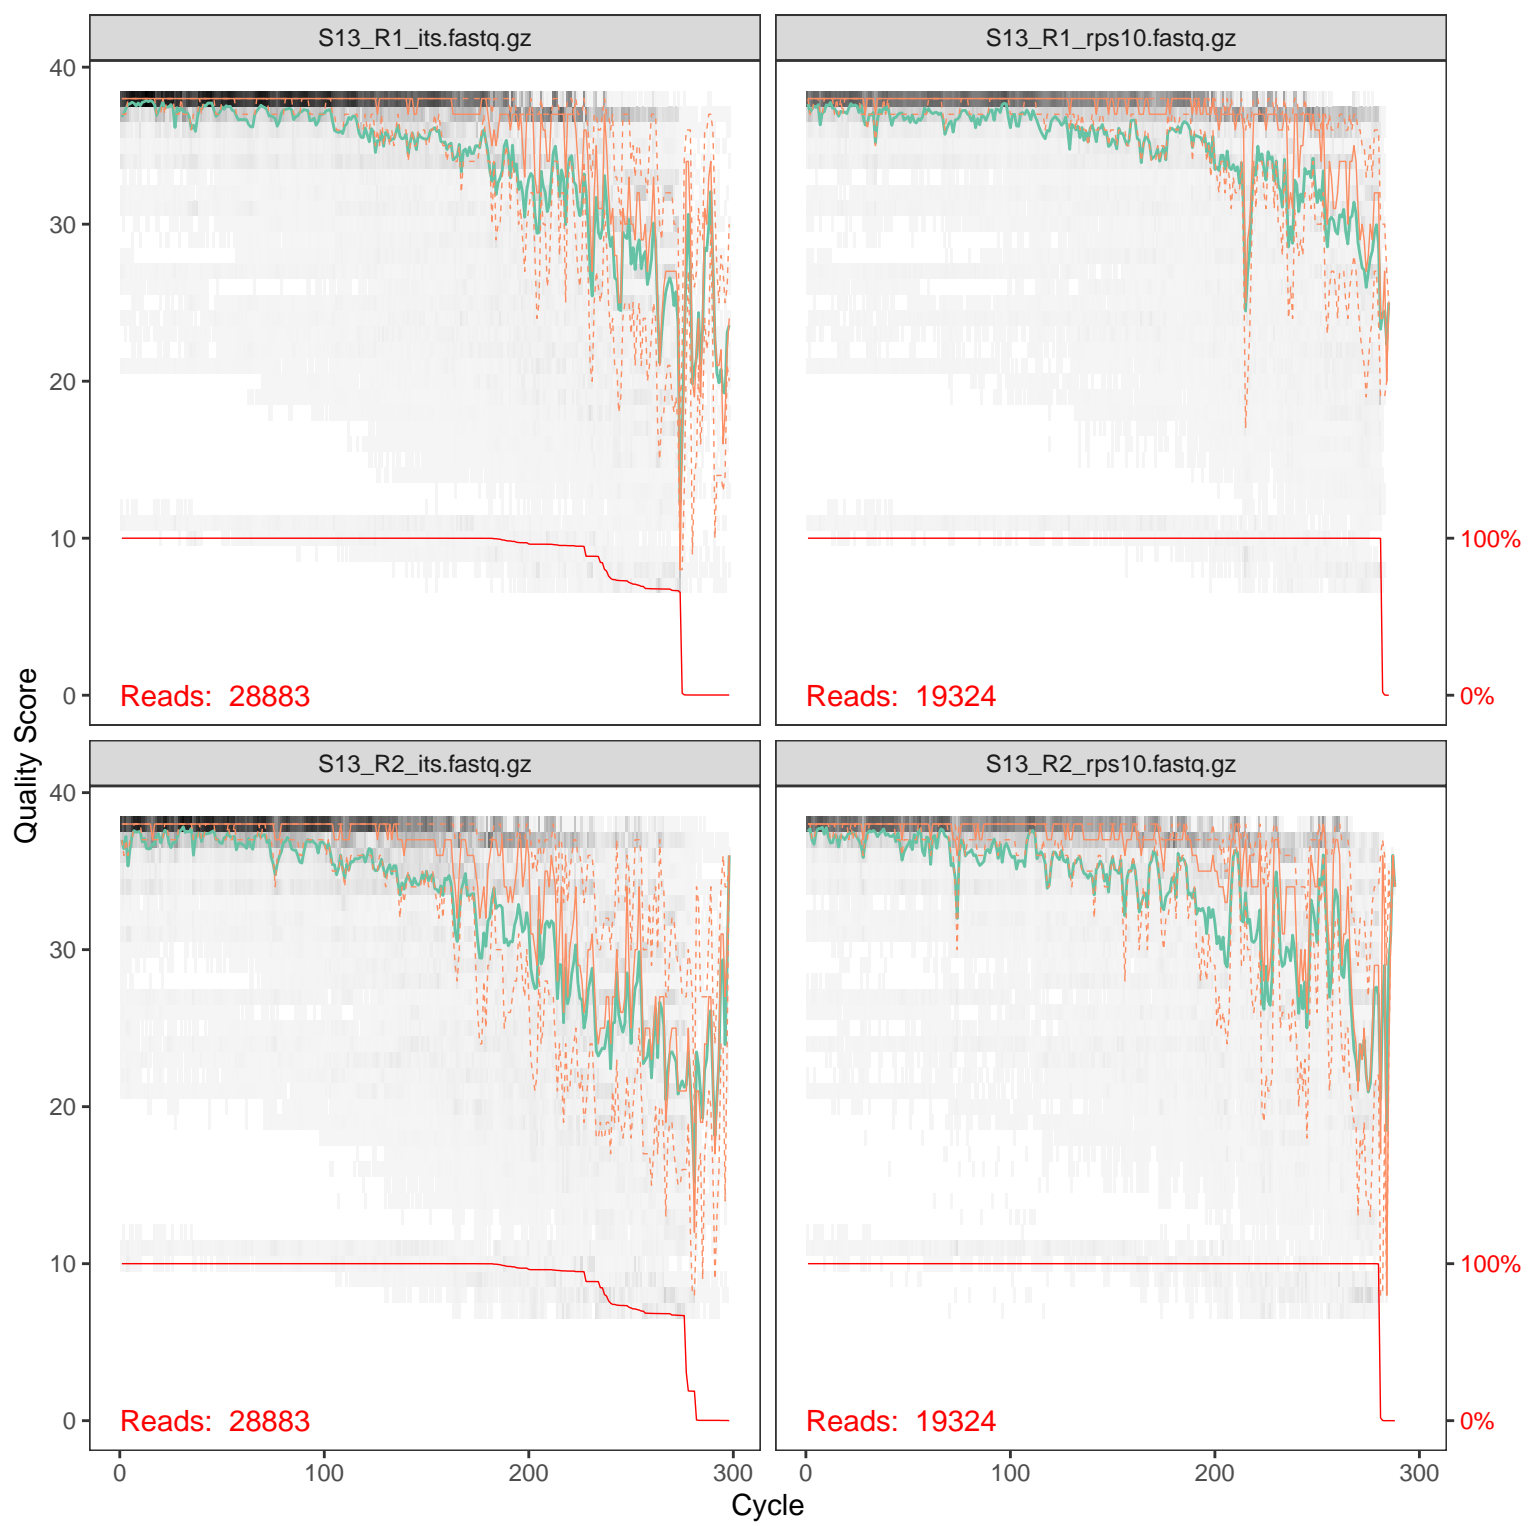 S13_R1_its.fastq.gz
S13_R1_rps10.fastq.gz
40
30
20
10
0
Reads: 28883
Reads: 19324
100%
0%
Quality Score
S13_R2_its.fastq.gz
S13_R2_rps10.fastq.gz
40
30
20
10
0
Reads: 28883
Reads: 19324
100%
0%
0 100 200 300
0 100 200 300
Cycle